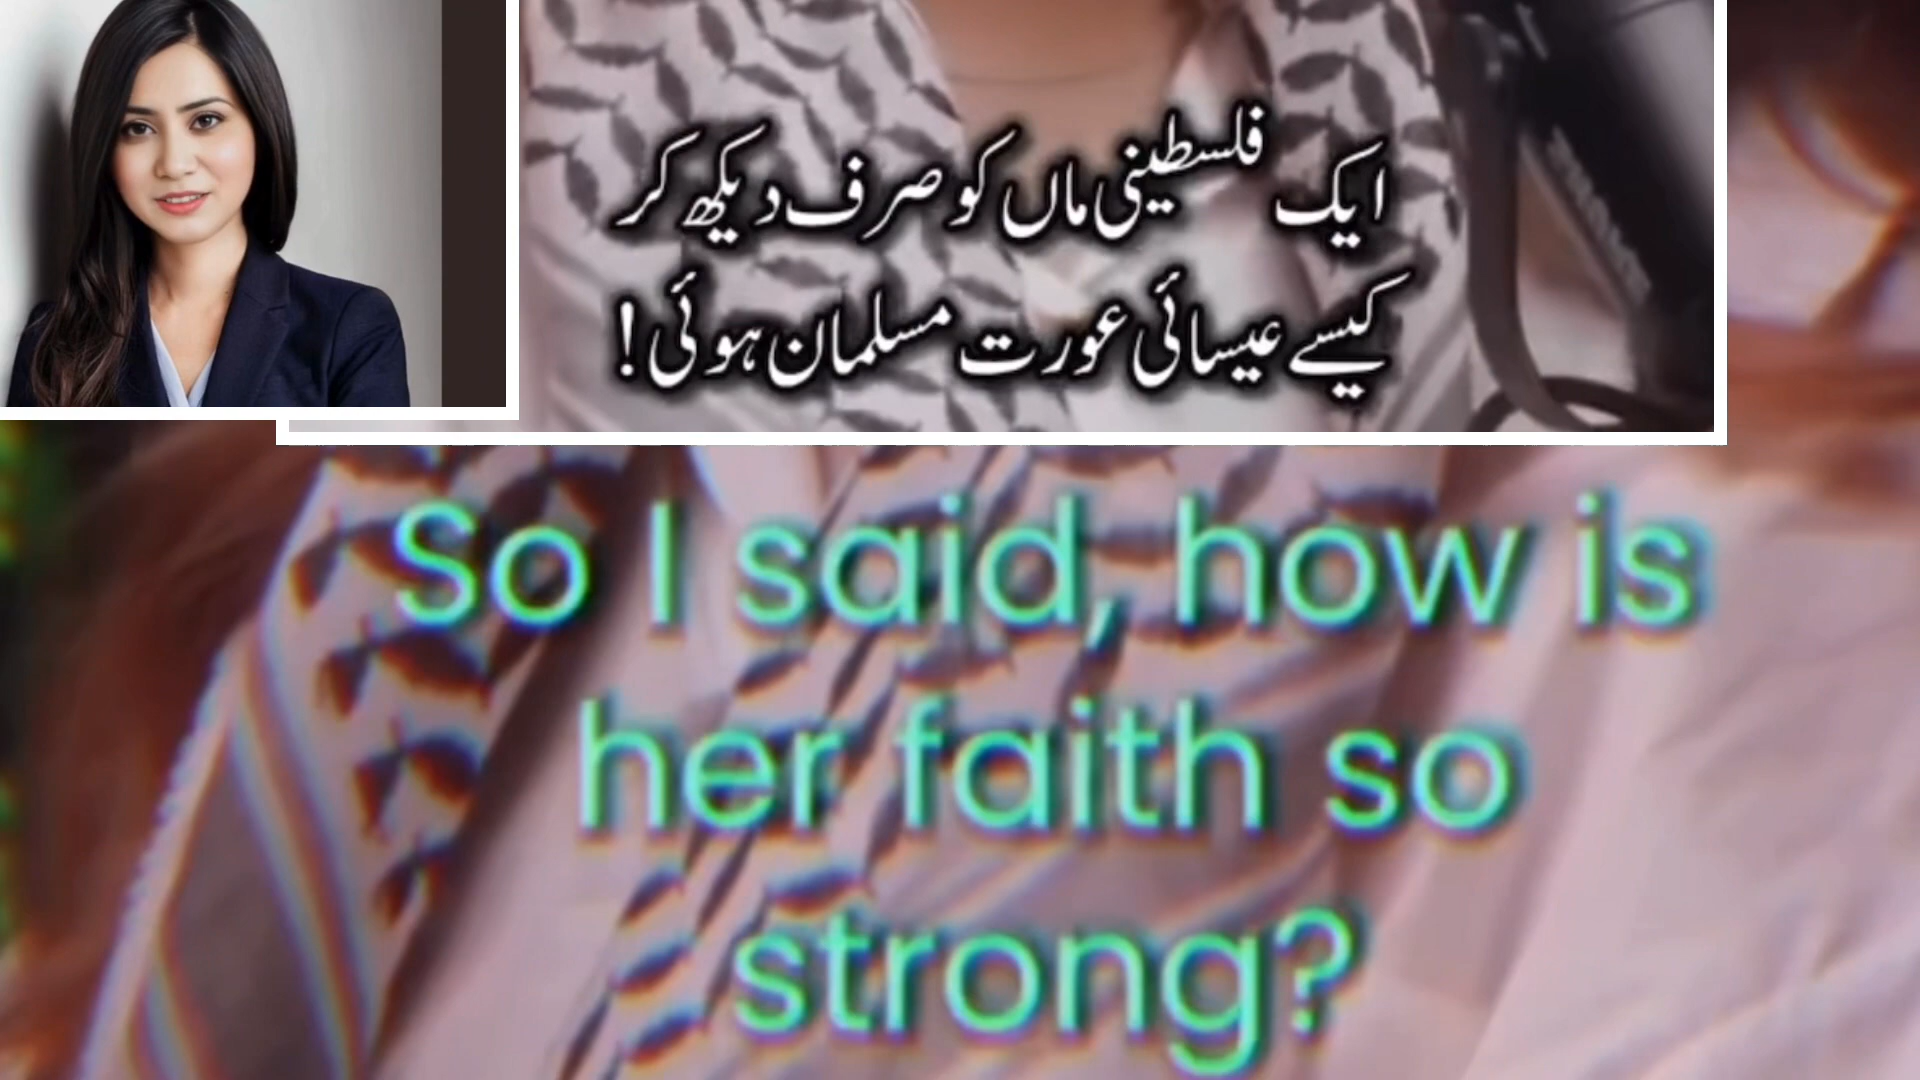 ایک فلسطینی ماں کو صرف دیکھ کر
کیسے عیسائی عورت مسلمان ہوئی!
So I said, how is
her faith so
strong?